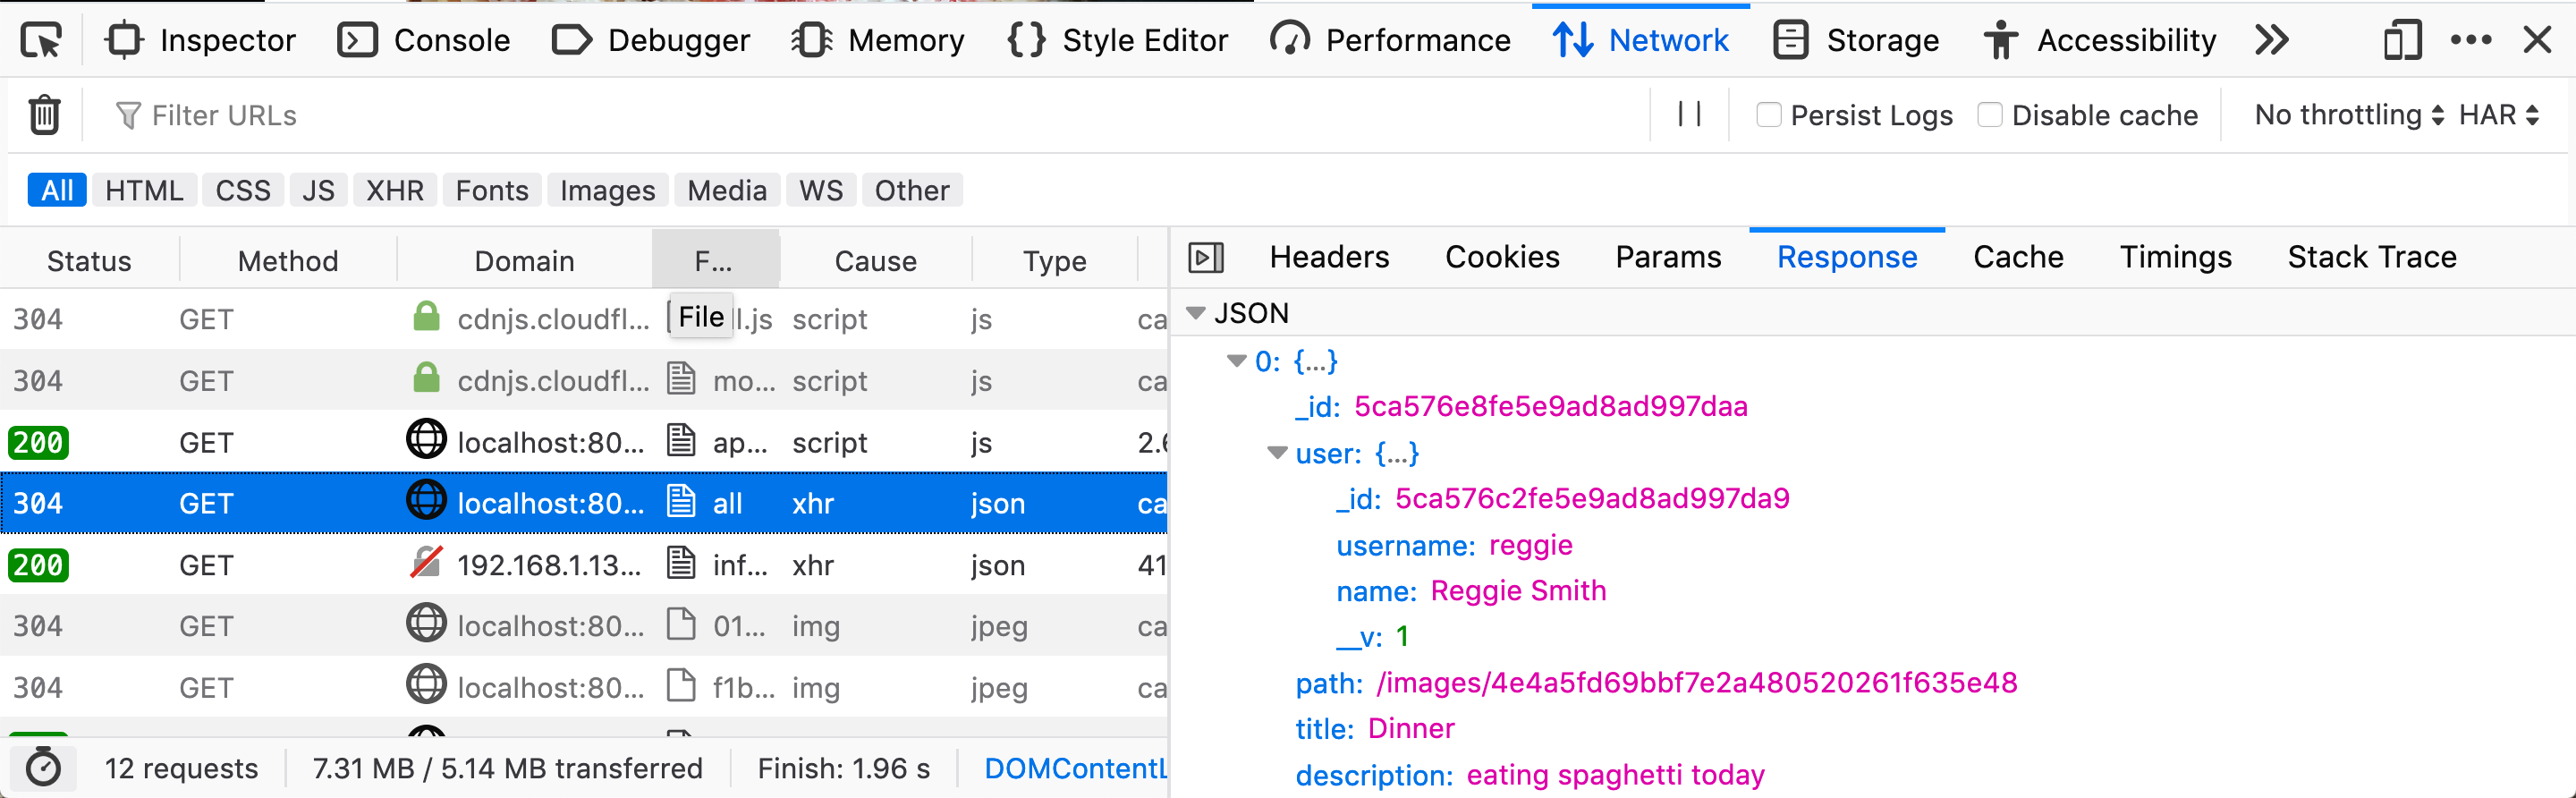 Inspector Console Debugger Memory {} Style Editor Performance Network Storage Accessibility
Filter URLs Persist Logs Disable cache No throttling HAR
All HTML CSS JS XHR Fonts Images Media WS Other
Status Method Domain F... Cause Type
304 GET cdnjs.cloudfl... l.js script js ca
File
304 GET cdnjs.cloudfl... mo... script js ca
200 GET localhost:80... ap... script js 2.6
304 GET localhost:80... all xhr json ca
200 GET 192.168.1.13... inf... xhr json 41
304 GET localhost:80... 01... img jpeg ca
304 GET localhost:80... f1b... img jpeg ca
12 requests 7.31 MB / 5.14 MB transferred Finish: 1.96 s DOMContentL
Headers Cookies Params Response Cache Timings Stack Trace
JSON
0: {...}
_id: 5ca576e8fe5e9ad8ad997daa
user: {...}
_id: 5ca576c2fe5e9ad8ad997da9
username: reggie
name: Reggie Smith
__v: 1
path: /images/4e4a5fd69bbf7e2a480520261f635e48
title: Dinner
description: eating spaghetti today